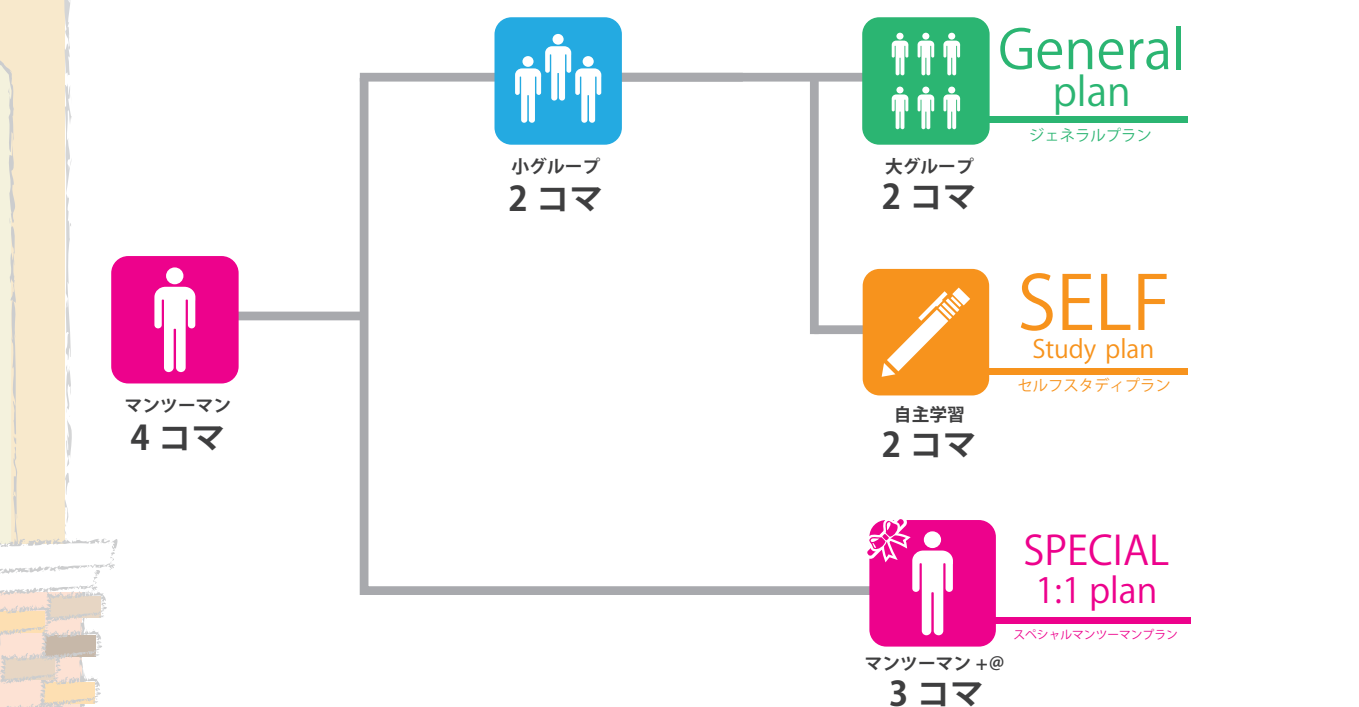 General
plan
ジェネラルプラン
小グループ
2 コマ
大グループ
2 コマ
マンツーマン
4 コマ
SELF
Study plan
セルフスタディプラン
自主学習
2 コマ
SPECIAL
1:1 plan
スペシャルマンツーマンプラン
マンツーマン +@
3 コマ